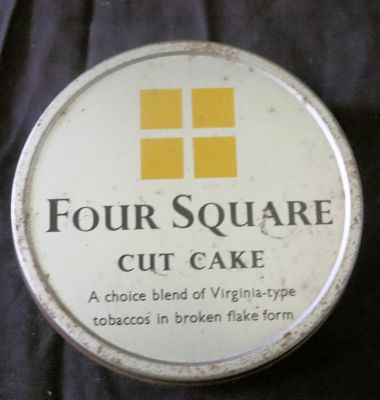 FOUR SQUARE
CUT CAKE
A choice blend of Virginia-type
tobaccos in broken flake form